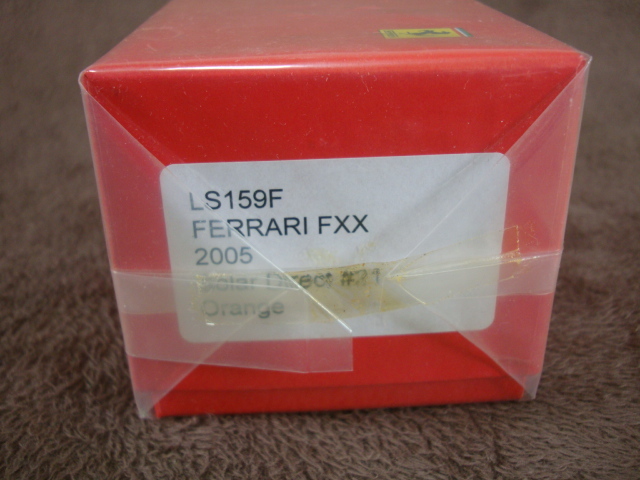 LS159F
FERRARI FXX
2005
Direct
Orange